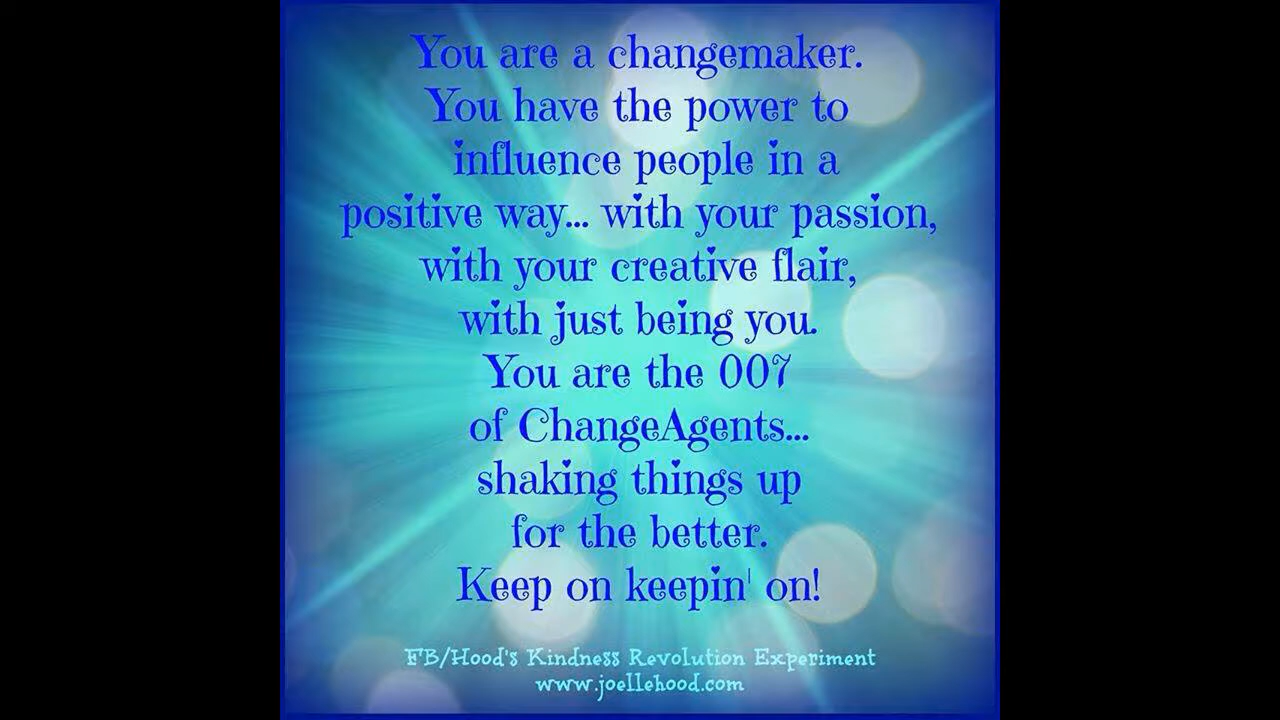 You are a changemaker.
You have the power to
influence people in a
positive way... with your passion,
with your creative flair,
with just being you.
You are the 007
of ChangeAgents...
shaking things up
for the better.
Keep on keepin' on!
FB/Hood's Kindness Revolution Experiment
www.joellehood.com